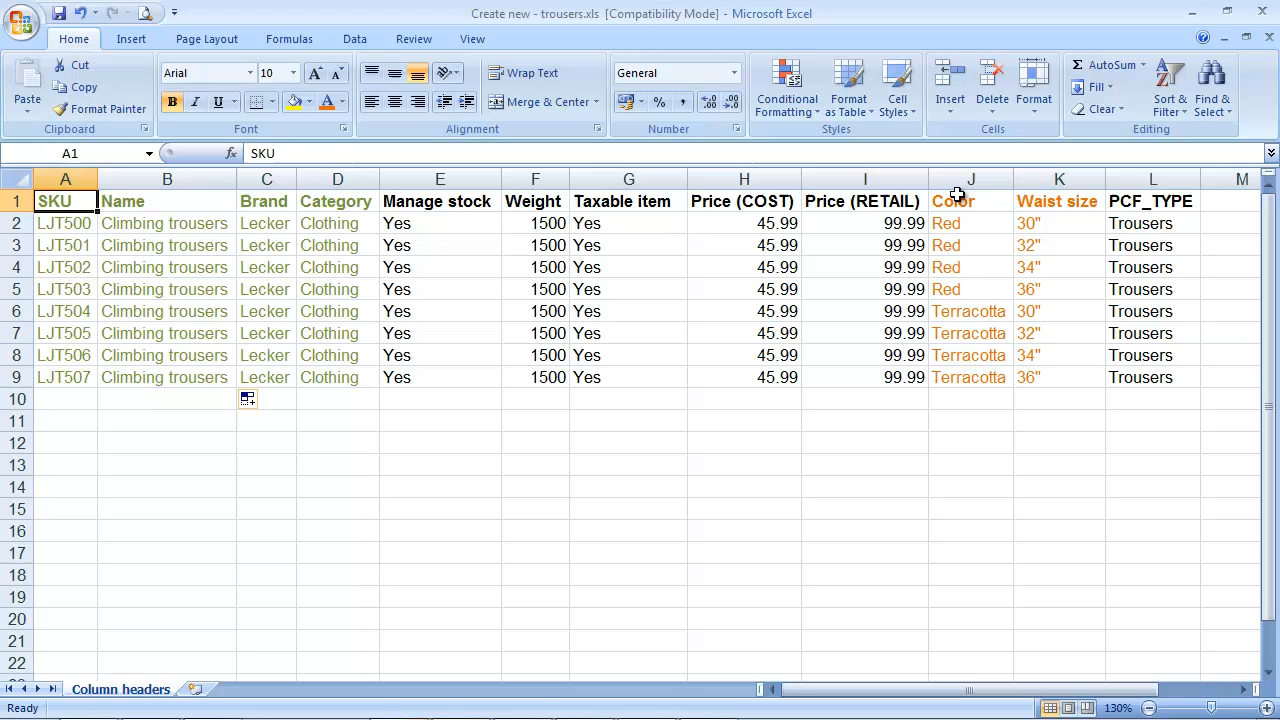 Create new - trousers.xls [Compatibility Mode] - Microsoft Excel
Home Insert Page Layout Formulas Data Review View
Paste
Cut
Copy
Format Painter
Clipboard
Arial 10
B I U
Font
Wrap Text
Merge & Center
Alignment
General
Number
Conditional Formatting
Format as Table
Cell Styles
Styles
Insert Delete Format
Cells
AutoSum
Fill
Clear
Sort & Filter
Find & Select
Editing
A1 fx SKU
A B C D E F G H I J K L M
1 SKU Name Brand Category Manage stock Weight Taxable item Price (COST) Price (RETAIL) Color Waist size PCF_TYPE
2 LJT500 Climbing trousers Lecker Clothing Yes 1500 Yes 45.99 99.99 Red 30" Trousers
3 LJT501 Climbing trousers Lecker Clothing Yes 1500 Yes 45.99 99.99 Red 32" Trousers
4 LJT502 Climbing trousers Lecker Clothing Yes 1500 Yes 45.99 99.99 Red 34" Trousers
5 LJT503 Climbing trousers Lecker Clothing Yes 1500 Yes 45.99 99.99 Red 36" Trousers
6 LJT504 Climbing trousers Lecker Clothing Yes 1500 Yes 45.99 99.99 Terracotta 30" Trousers
7 LJT505 Climbing trousers Lecker Clothing Yes 1500 Yes 45.99 99.99 Terracotta 32" Trousers
8 LJT506 Climbing trousers Lecker Clothing Yes 1500 Yes 45.99 99.99 Terracotta 34" Trousers
9 LJT507 Climbing trousers Lecker Clothing Yes 1500 Yes 45.99 99.99 Terracotta 36" Trousers
10
11
12
13
14
15
16
17
18
19
20
21
22
Column headers
Ready 130%